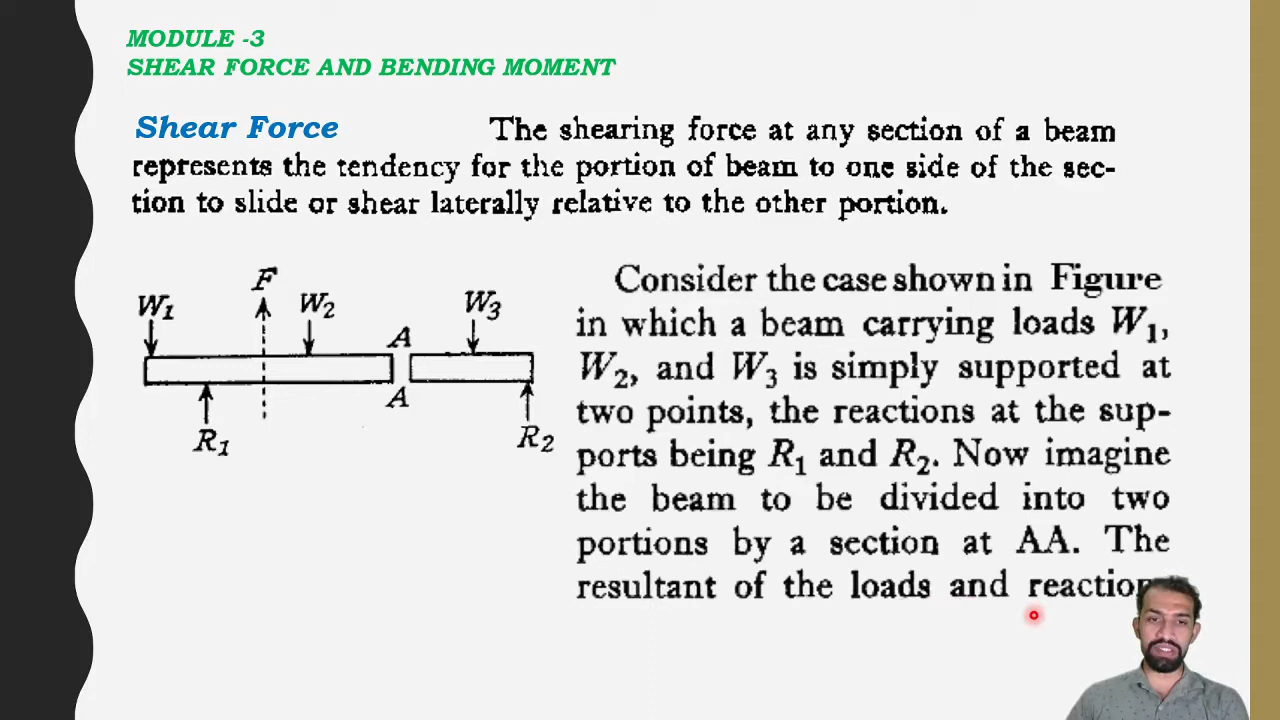 MODULE -3
SHEAR FORCE AND BENDING MOMENT
Shear Force The shearing force at any section of a beam
represents the tendency for the portion of beam to one side of the sec-
tion to slide or shear laterally relative to the other portion.
F
W1 W2 W3
A
A
R1 R2
Consider the case shown in Figure
in which a beam carrying loads W1,
W2, and W3 is simply supported at
two points, the reactions at the sup-
ports being R1 and R2. Now imagine
the beam to be divided into two
portions by a section at AA. The
resultant of the loads and